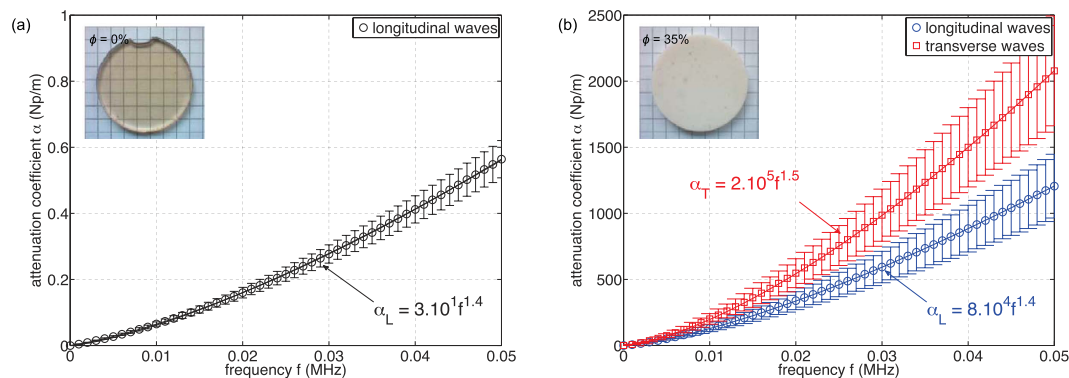 (a)
1
0.8
0.6
0.4
0.2
0
0
0.01
0.02
0.03
0.04
0.05
attenuation coefficient α (Np/m)
frequency f (MHz)
ϕ = 0%
longitudinal waves
α_L = 3.10^1f^1.4
(b)
2500
2000
1500
1000
500
0
0
0.01
0.02
0.03
0.04
0.05
attenuation coefficient α (Np/m)
frequency f (MHz)
ϕ = 35%
longitudinal waves
transverse waves
α_T = 2.10^5f^1.5
α_L = 8.10^4f^1.4